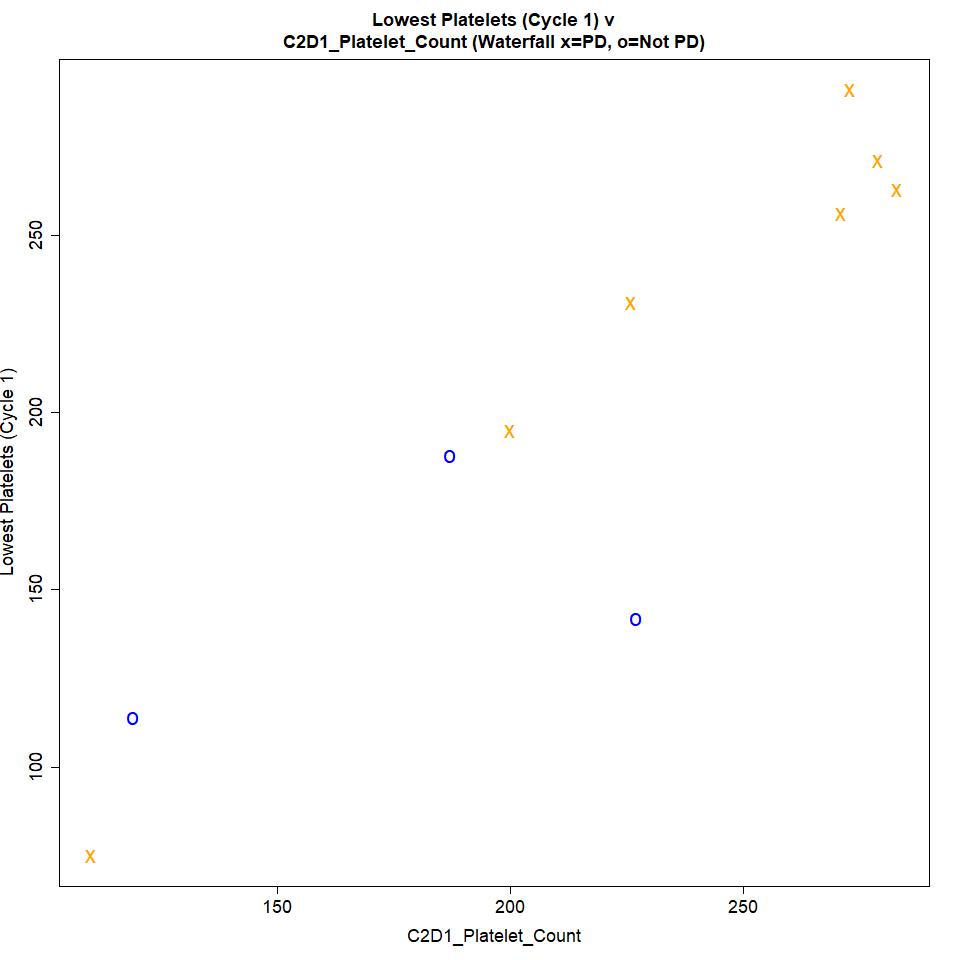 Lowest Platelets (Cycle 1) v
C2D1_Platelet_Count (Waterfall x=PD, o=Not PD)
Lowest Platelets (Cycle 1)
250
200
150
100
X
X
X
X
X
X
O
O
O
X
150
200
250
C2D1_Platelet_Count